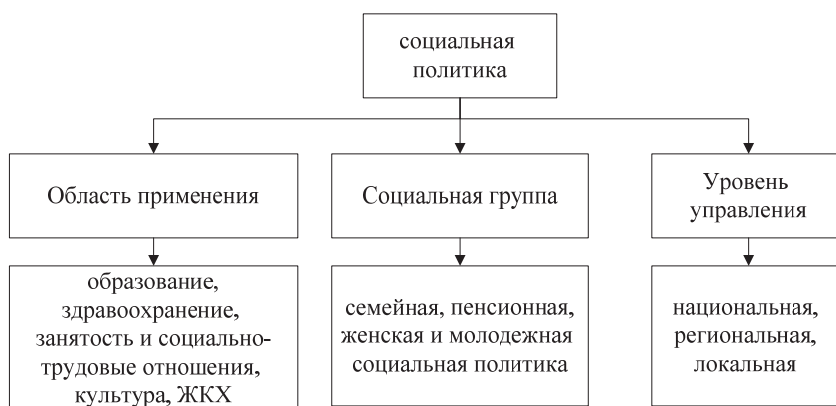 социальная
политика
Область применения
Социальная группа
Уровень
управления
образование,
здравоохранение,
занятость и социально-
трудовые отношения,
культура, ЖКХ
семейная, пенсионная,
женская и молодежная
социальная политика
национальная,
региональная,
локальная